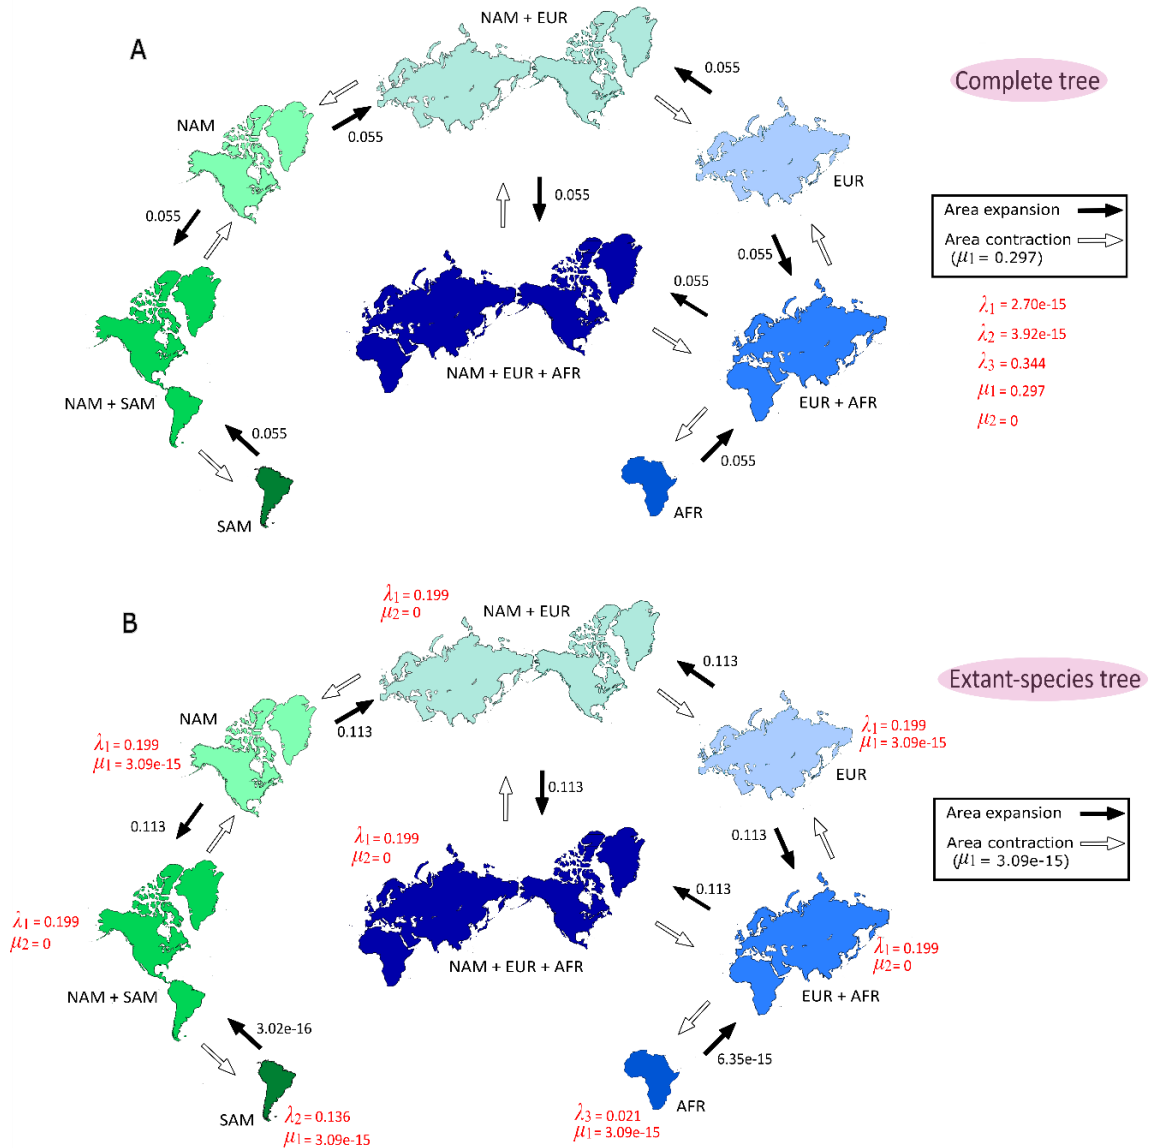 A
NAM + EUR
Complete tree
0.055
0.055
NAM
EUR
0.055
0.055
0.055
0.055
Area expansion
Area contraction
(μ1 = 0.297)
λ1 = 2.70e-15
λ2 = 3.92e-15
λ3 = 0.344
μ1 = 0.297
μ2 = 0
NAM + EUR + AFR
NAM + SAM
EUR + AFR
0.055
0.055
SAM
AFR
B
λ1 = 0.199
μ2 = 0
NAM + EUR
Extant-species tree
0.113
0.113
NAM
λ1 = 0.199
μ1 = 3.09e-15
λ1 = 0.199
μ1 = 3.09e-15
EUR
0.113
0.113
0.113
0.113
Area expansion
Area contraction
(μ1 = 3.09e-15)
λ1 = 0.199
μ2 = 0
λ1 = 0.199
μ2 = 0
λ1 = 0.199
μ2 = 0
NAM + EUR + AFR
NAM + SAM
EUR + AFR
3.02e-16
6.35e-15
SAM
λ2 = 0.136
μ1 = 3.09e-15
λ3 = 0.021
μ1 = 3.09e-15
AFR